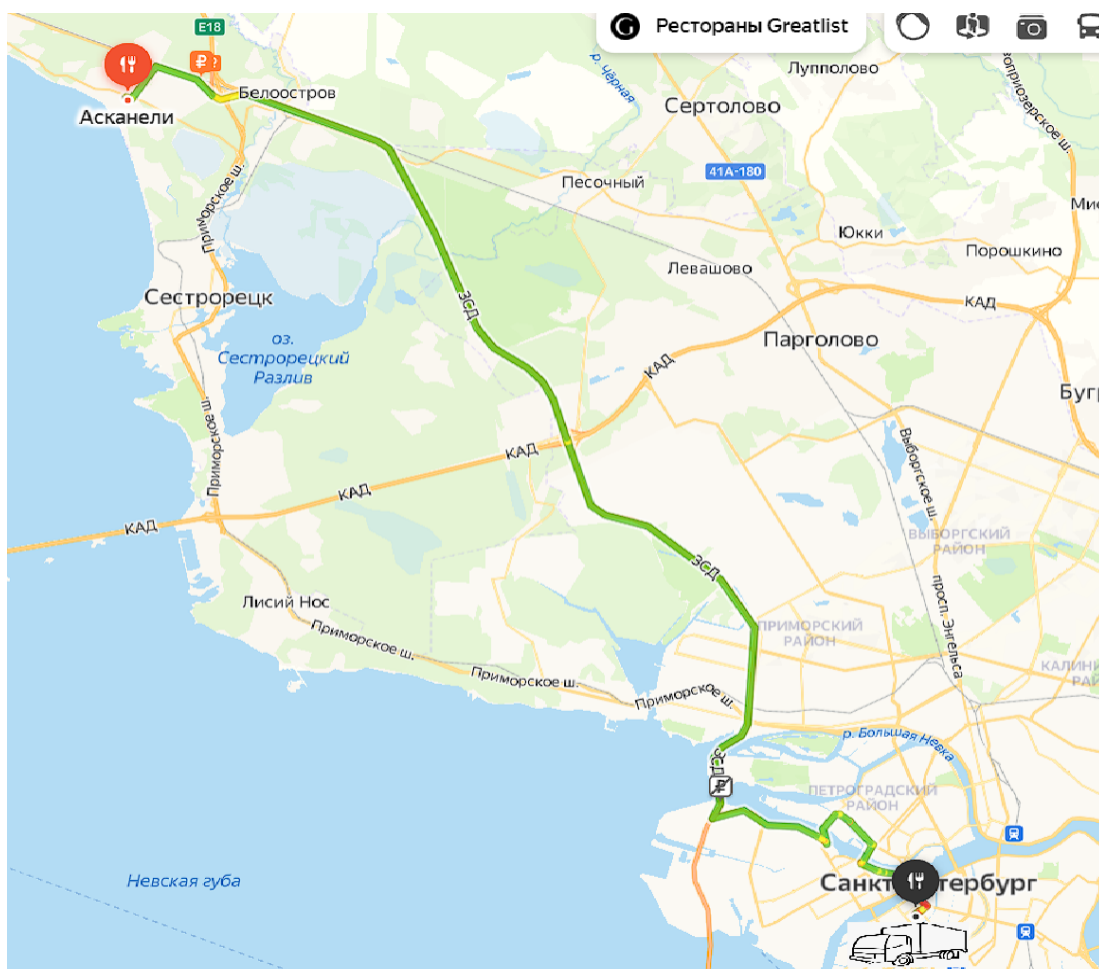 G Рестораны Greatlist
E18
₽ ?
р. Чёрная
Лупполово
Белоостров
Сертолово
Асканели
41А-180
Песочный
Приморское ш.
Юкки
Порошкино
Левашово
Сестрорецк
ЗСД
КАД
оз.
Сестрорецкий
Разлив
Парголово
КАД
Приморское ш.
КАД
КАД
КАД
Выборгское ш.
ВЫБОРГСКИЙ
РАЙОН
ЗСД
Лисий Нос
Приморское ш.
просп. Энгельса
ПРИМОРСКИЙ
РАЙОН
Приморское ш.
Приморское ш.
р. Большая Невка
ЗСД
₽
ПЕТРОГРАДСКИЙ
РАЙОН
Невская губа